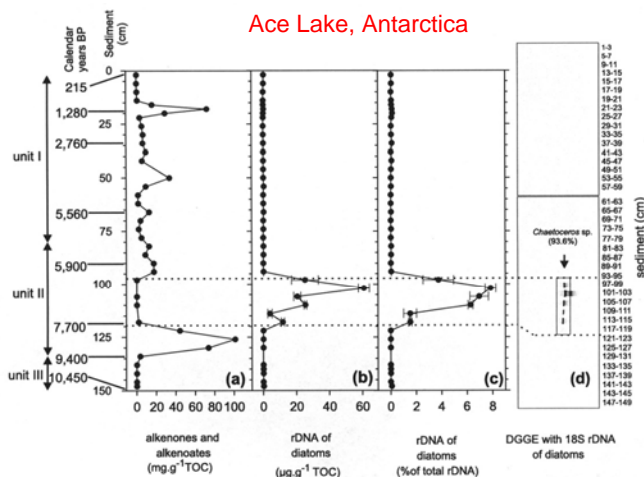 Ace Lake, Antarctica
Calendar
years BP
Sediment
(cm)
0
215
1,280
25
2,760
unit I
50
5,560
75
5,900
unit II
100
7,700
125
9,400
unit III
10,450
150
(a)
(b)
(c)
(d)
0 20 40 60 80 100
0 20 40 60
0 2 4 6 8
alkenones and
alkenoates
(mg.g-1TOC)
rDNA of
diatoms
(µg.g-1 TOC)
rDNA of
diatoms
(%of total rDNA)
DGGE with 18S rDNA
of diatoms
Chaetoceros sp.
(93.6%)
1-3
5-7
9-11
13-15
15-17
17-19
19-21
21-23
25-27
29-31
33-35
37-39
41-43
45-47
49-51
53-55
57-59
61-63
65-67
69-71
73-75
77-79
81-83
85-87
89-91
93-95
97-99
101-103
105-107
109-111
113-115
117-119
121-123
125-127
129-131
133-135
137-139
141-143
143-145
147-149
sediment (cm)